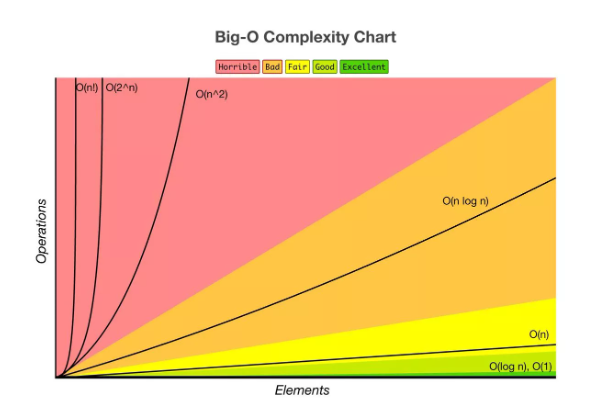 Big-O Complexity Chart
Horrible Bad Fair Good Excellent
O(n!) O(2^n)
O(n^2)
O(n log n)
O(n)
O(log n), O(1)
Operations
Elements